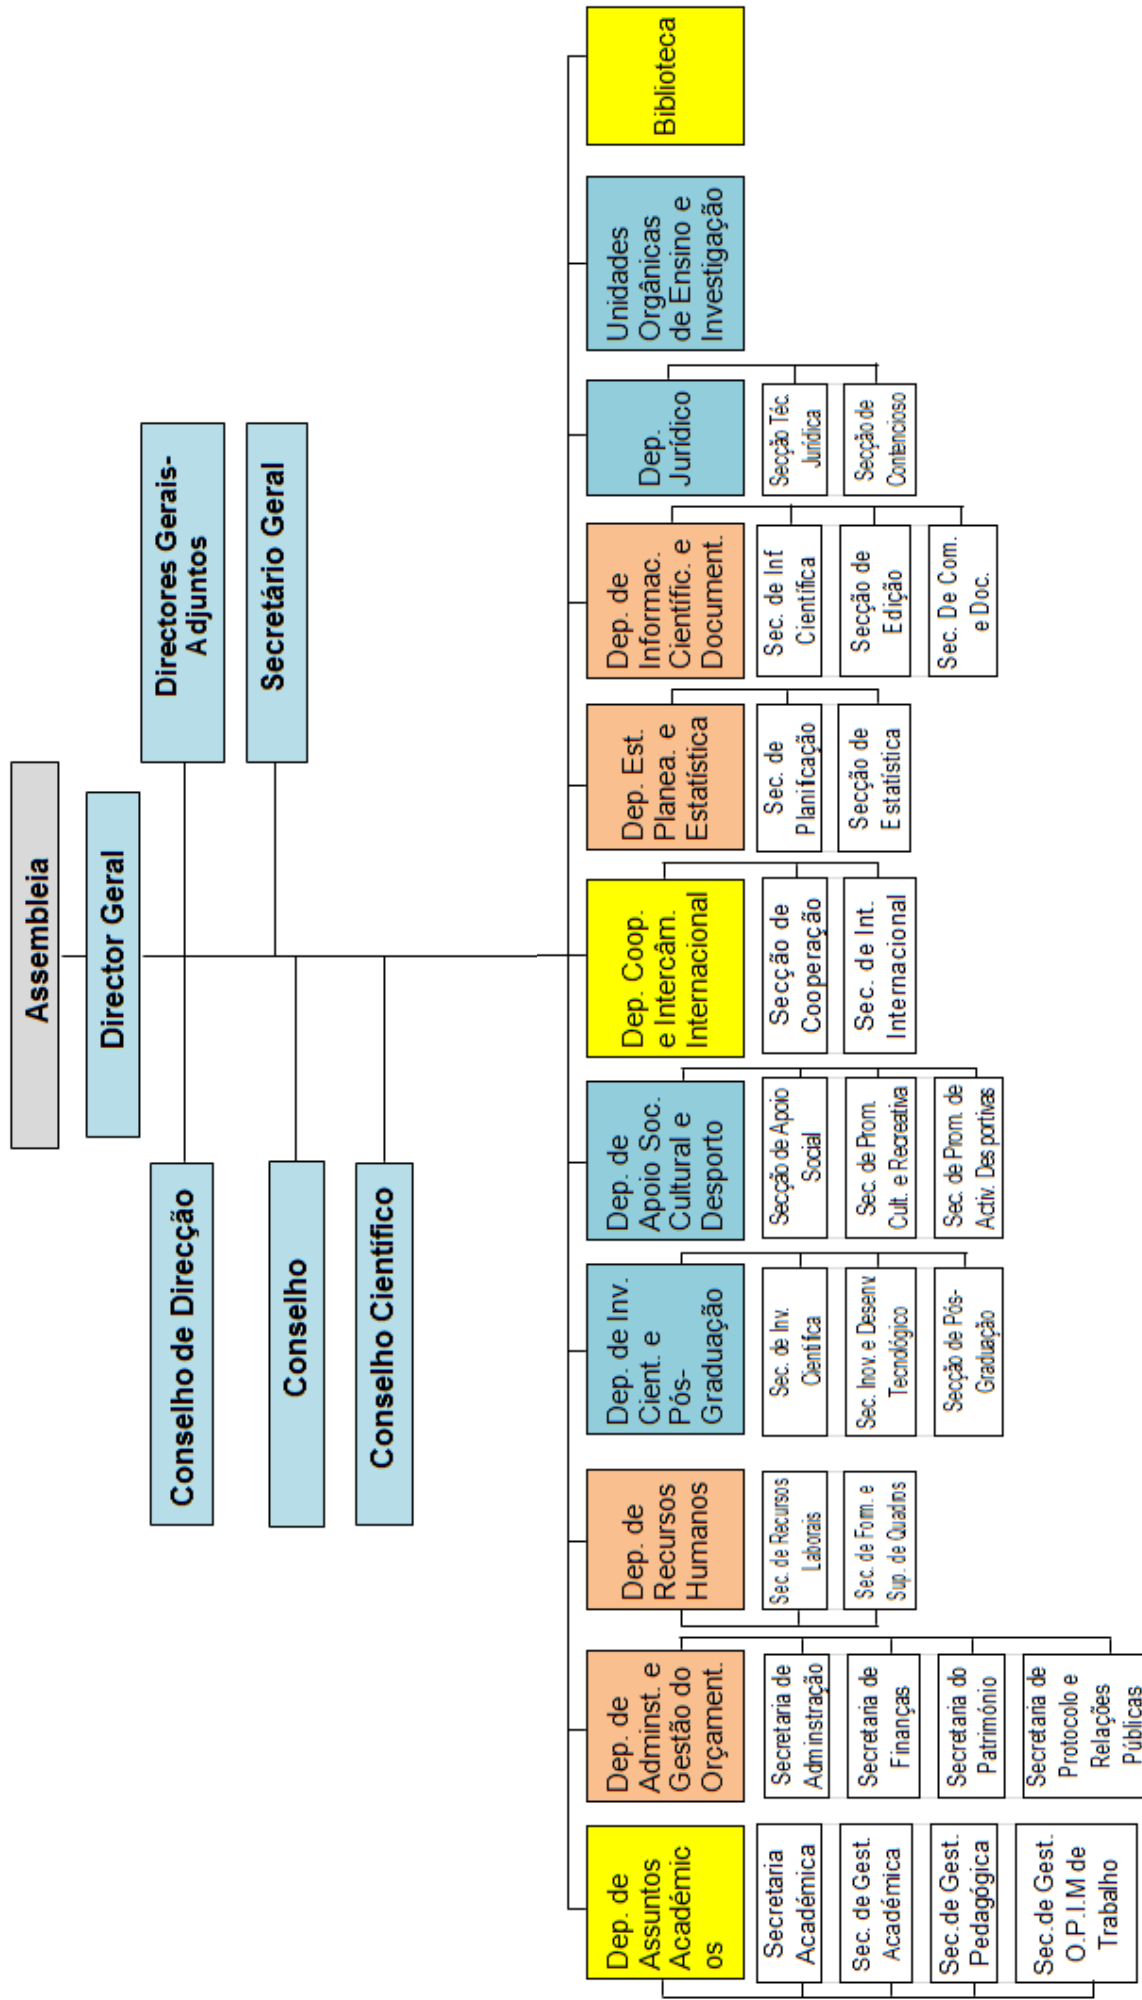 Assembleia
Director Geral
Directores Gerais-
Adjuntos
Secretário Geral
Conselho de Direcção
Conselho
Conselho Científico
Dep. de
Assuntos
Académic
os
Secretaria
Académica
Sec. de Gest.
Académica
Sec.de Gest.
Pedagógica
Sec.de Gest.
O.P.I.M de
Trabalho
Dep. de
Adminst. e
Gestão do
Orçament.
Secretaria de
Administração
Secretaria de
Finanças
Secretaria do
Património
Secretaria de
Protocolo e
Relações
Públicas
Dep. de
Recursos
Humanos
Sec. de Recursos
Laborais
Sec. de Form. e
Sup. de Quadros
Dep. de Inv.
Cient. e
Pós-
Graduação
Sec. de Inv.
Científica
Sec. Inov. e Desenv.
Tecnológico
Secção de Pós-
Graduação
Dep. de
Apoio Soc.
Cultural e
Desporto
Secção de Apoio
Social
Sec. de Prom.
Cult. e Recreativa
Sec. de Prom. de
Activ. Desportivas
Dep. Coop.
e Intercâm.
Internacional
Secção de
Cooperação
Sec. de Int.
Internacional
Dep. Est.
Planea. e
Estatística
Sec. de
Planificação
Secção de
Estatística
Dep. de
Informac.
Científic. e
Document.
Sec. de Inf
Científica
Secção de
Edição
Sec. De Com.
e Doc.
Dep.
Jurídico
Secção Téc.
Jurídica
Secção de
Contencioso
Unidades
Orgânicas
de Ensino e
Investigação
Biblioteca